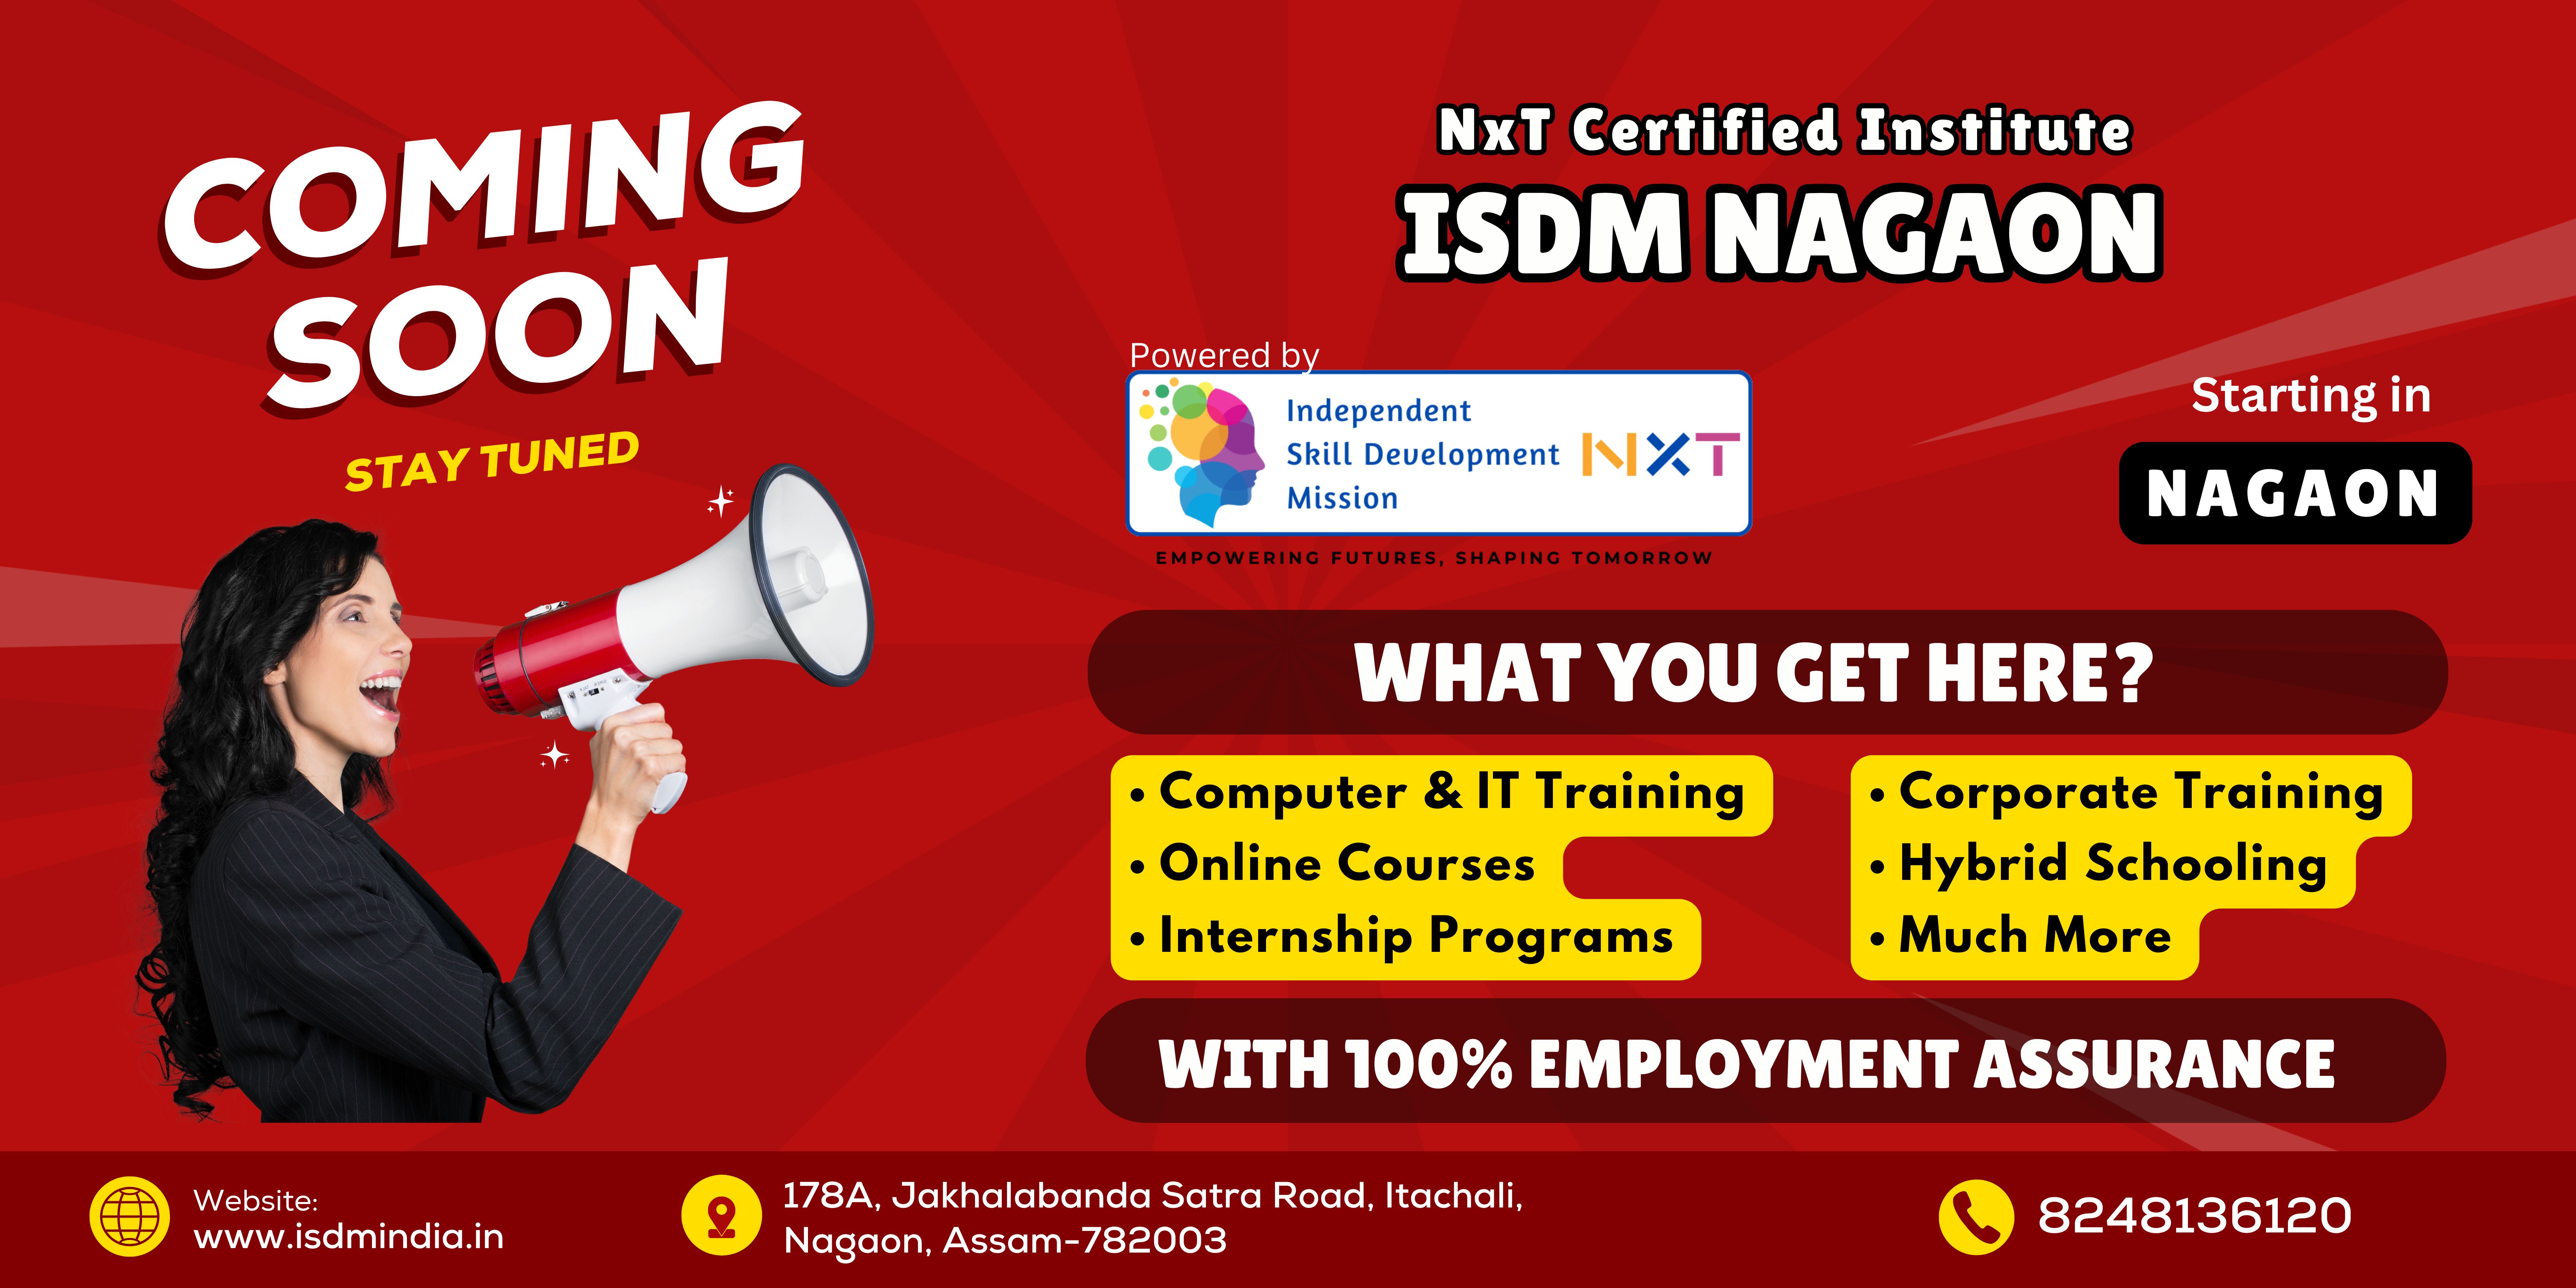 COMING
SOON
STAY TUNED
NxT Certified Institute
ISDM NAGAON
Powered by
Independent
Skill Development
Mission
NXT
EMPOWERING FUTURES, SHAPING TOMORROW
Starting in
NAGAON
WHAT YOU GET HERE?
• Computer & IT Training
• Online Courses
• Internship Programs
• Corporate Training
• Hybrid Schooling
• Much More
WITH 100% EMPLOYMENT ASSURANCE
Website:
www.isdmindia.in
178A, Jakhalabanda Satra Road, Itachali,
Nagaon, Assam-782003
8248136120